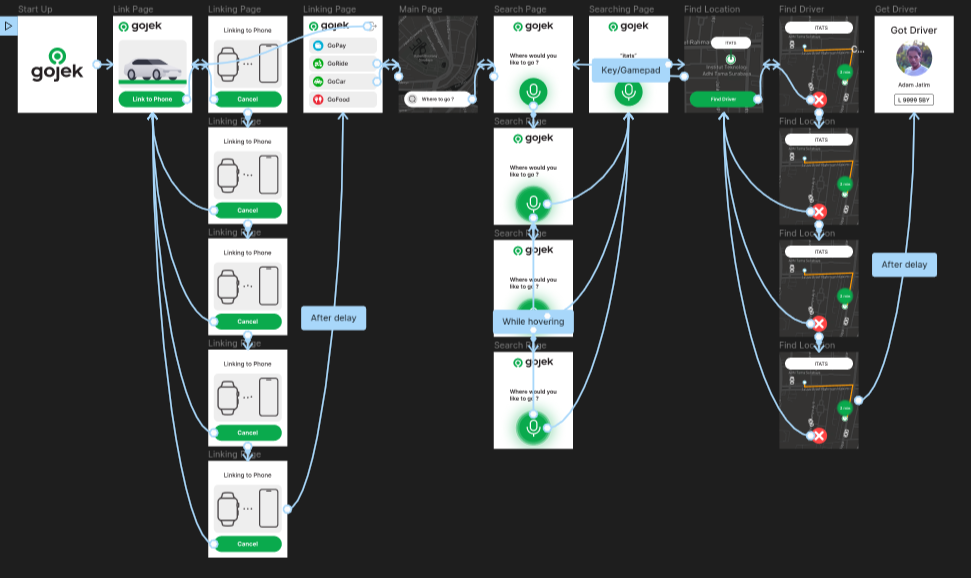 Start Up
gojek
Link Page
gojek
Link to Phone
Linking Page
Linking to Phone
Cancel
Linking Page
gojek
GoPay
GoRide
GoCar
GoFood
Main Page
Where to go ?
Search Page
gojek
Where would you
like to go ?
Searching Page
gojek
"itats"
Key/Gamepad
Find Location
ITATS
Find Driver
Find Driver
ITATS
Get Driver
Got Driver
Adam Jatim
L 9999 SBY
Linking Page
Linking to Phone
Cancel
Search Page
gojek
Where would you
like to go ?
Find Location
ITATS
Linking Page
Linking to Phone
Cancel
Search Page
gojek
Where would you
like to go ?
While hovering
Find Location
ITATS
After delay
After delay
Linking Page
Linking to Phone
Cancel
Search Page
gojek
Where would you
like to go ?
Find Location
ITATS
Linking Page
Linking to Phone
Cancel